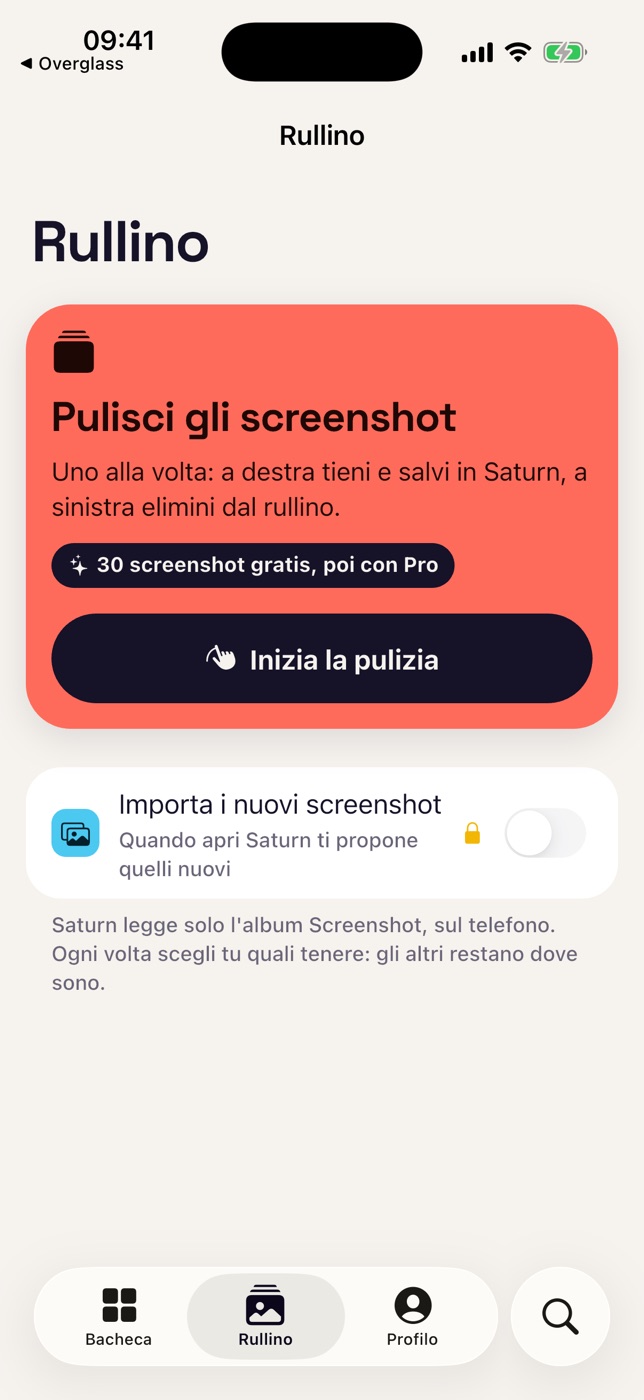 09:41
◀ Overglass
Rullino
Rullino
Pulisci gli screenshot
Uno alla volta: a destra tieni e salvi in Saturn, a
sinistra elimini dal rullino.
30 screenshot gratis, poi con Pro
Inizia la pulizia
Importa i nuovi screenshot
Quando apri Saturn ti propone
quelli nuovi
Saturn legge solo l'album Screenshot, sul telefono.
Ogni volta scegli tu quali tenere: gli altri restano dove
sono.
Bacheca
Rullino
Profilo